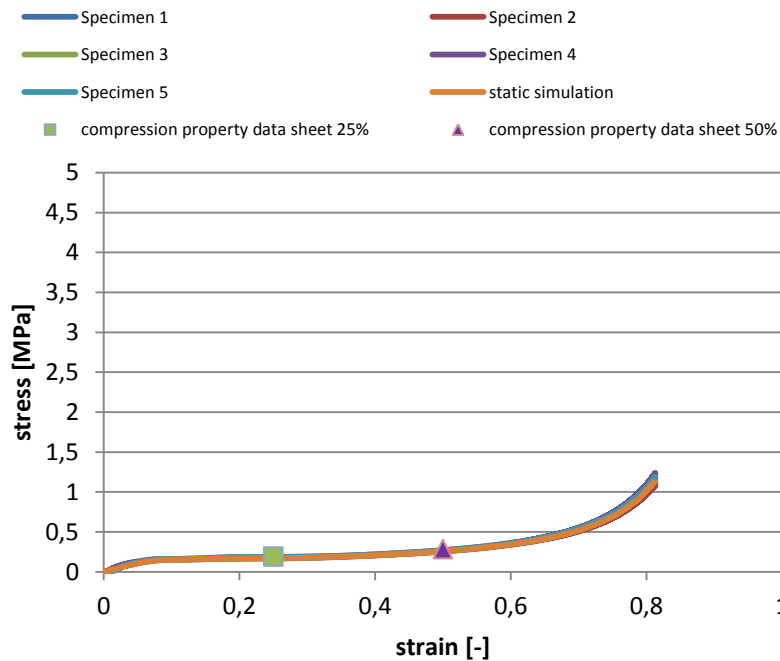 Specimen 1
Specimen 2
Specimen 3
Specimen 4
Specimen 5
static simulation
compression property data sheet 25%
compression property data sheet 50%
5
4,5
4
3,5
3
2,5
2
1,5
1
0,5
0
stress [MPa]
0
0,2
0,4
0,6
0,8
1
strain [-]